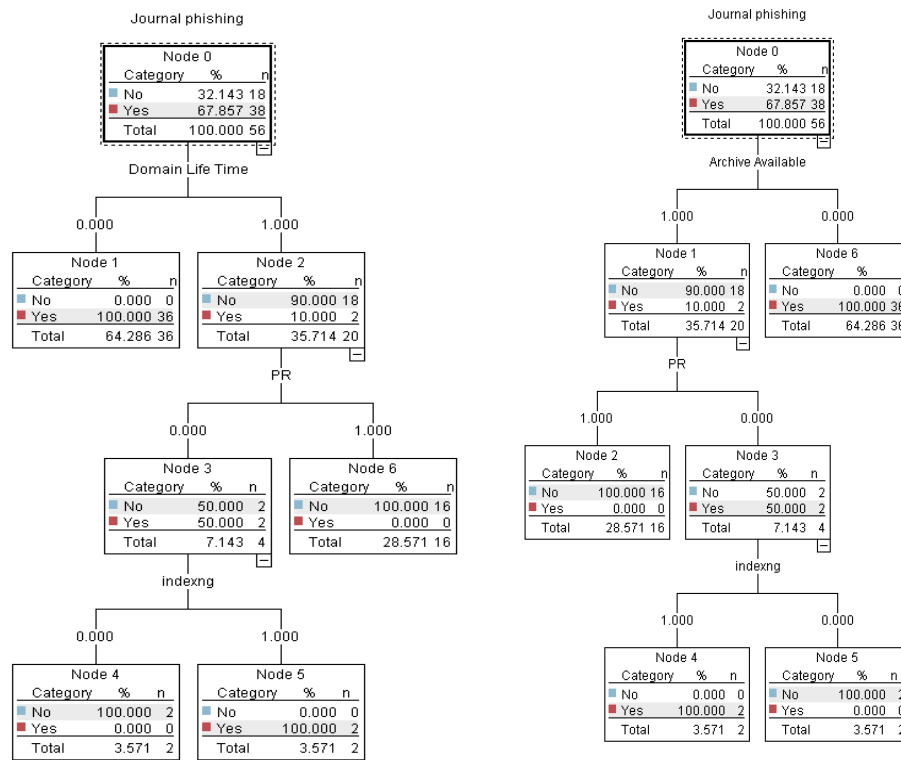 Journal phishing
Node 0
Category % n
No 32.143 18
Yes 67.857 38
Total 100.000 56
Domain Life Time
0.000 1.000
Node 1
Category % n
No 0.000 0
Yes 100.000 36
Total 64.286 36
Node 2
Category % n
No 90.000 18
Yes 10.000 2
Total 35.714 20
PR
0.000 1.000
Node 3
Category % n
No 50.000 2
Yes 50.000 2
Total 7.143 4
Node 6
Category % n
No 100.000 16
Yes 0.000 0
Total 28.571 16
indexng
0.000 1.000
Node 4
Category % n
No 100.000 2
Yes 0.000 0
Total 3.571 2
Node 5
Category % n
No 0.000 0
Yes 100.000 2
Total 3.571 2
Journal phishing
Node 0
Category % n
No 32.143 18
Yes 67.857 38
Total 100.000 56
Archive Available
1.000 0.000
Node 1
Category % n
No 90.000 18
Yes 10.000 2
Total 35.714 20
Node 6
Category % n
No 0.000 0
Yes 100.000 36
Total 64.286 36
PR
1.000 0.000
Node 2
Category % n
No 100.000 16
Yes 0.000 0
Total 28.571 16
Node 3
Category % n
No 50.000 2
Yes 50.000 2
Total 7.143 4
indexng
1.000 0.000
Node 4
Category % n
No 0.000 0
Yes 100.000 2
Total 3.571 2
Node 5
Category % n
No 100.000 2
Yes 0.000 0
Total 3.571 2